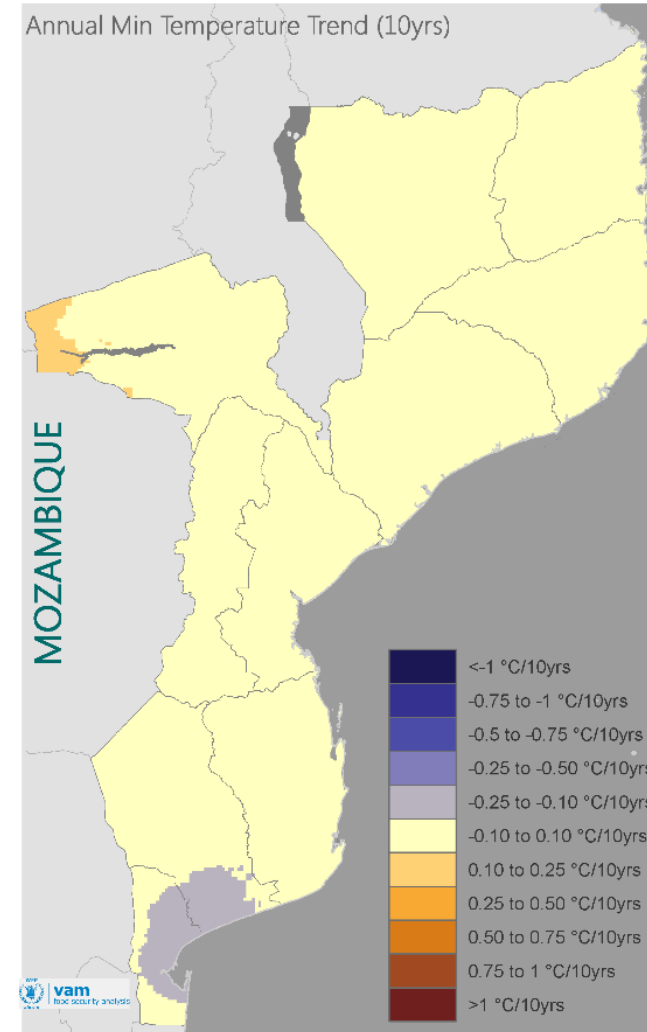 Annual Min Temperature Trend (10yrs)
MOZAMBIQUE
<-1 °C/10yrs
-0.75 to -1 °C/10yrs
-0.5 to -0.75 °C/10yrs
-0.25 to -0.50 °C/10yrs
-0.25 to -0.10 °C/10yrs
-0.10 to 0.10 °C/10yrs
0.10 to 0.25 °C/10yrs
0.25 to 0.50 °C/10yrs
0.50 to 0.75 °C/10yrs
0.75 to 1 °C/10yrs
>1 °C/10yrs
vam
food security analysis